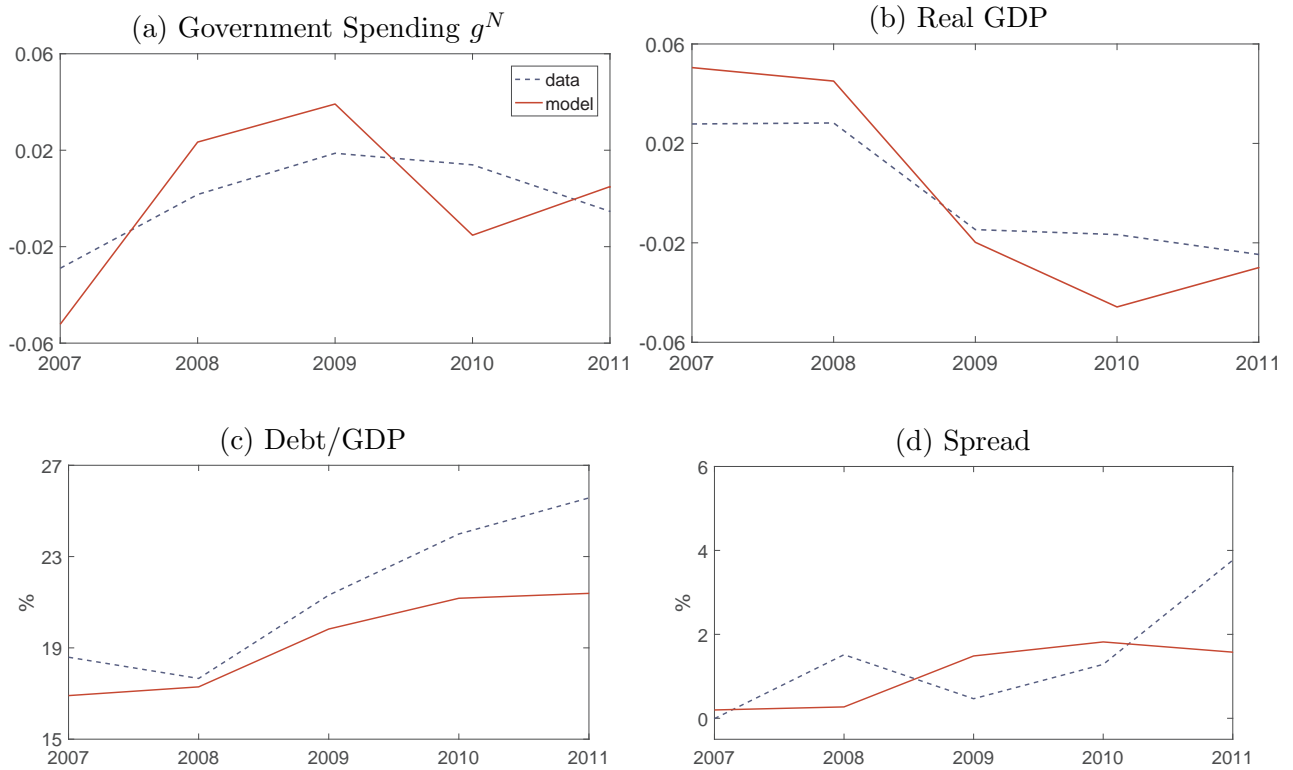 (a) Government Spending g^N
0.06
0.02
-0.02
-0.06
2007 2008 2009 2010 2011
data
model
(b) Real GDP
0.06
0.02
-0.02
-0.06
2007 2008 2009 2010 2011
(c) Debt/GDP
27
23
19
15
%
2007 2008 2009 2010 2011
(d) Spread
6
4
2
0
%
2007 2008 2009 2010 2011